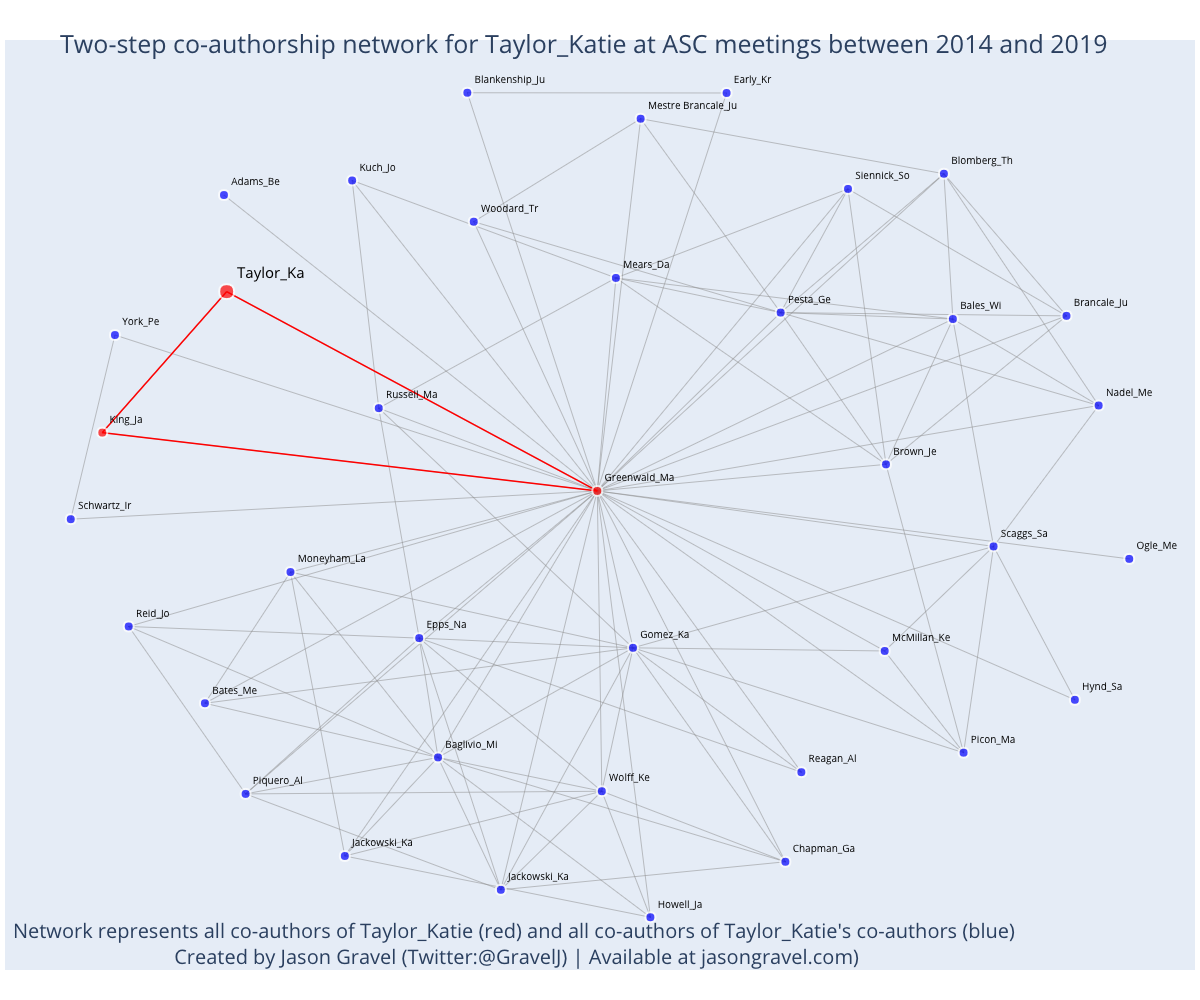 Two-step co-authorship network for Taylor_Katie at ASC meetings between 2014 and 2019
Blankenship_Ju
Early_Kr
Mestre Brancale_Ju
Kuch_Jo
Blomberg_Th
Adams_Be
Siennick_So
Woodard_Tr
Taylor_Ka
Mears_Da
Pesta_Ge
Bales_Wi
Brancale_Ju
York_Pe
Russell_Ma
Nadel_Me
King_Ja
Brown_Je
Greenwald_Ma
Schwartz_Ir
Scaggs_Sa
Ogle_Me
Moneyham_La
Reid_Jo
Epps_Na
Gomez_Ka
McMillan_Ke
Bates_Me
Hynd_Sa
Baglivio_Mi
Picon_Ma
Reagan_Al
Piquero_Al
Wolff_Ke
Jackowski_Ka
Chapman_Ga
Jackowski_Ka
Howell_Ja
Network represents all co-authors of Taylor_Katie (red) and all co-authors of Taylor_Katie's co-authors (blue)
Created by Jason Gravel (Twitter:@GravelJ) | Available at jasongravel.com)